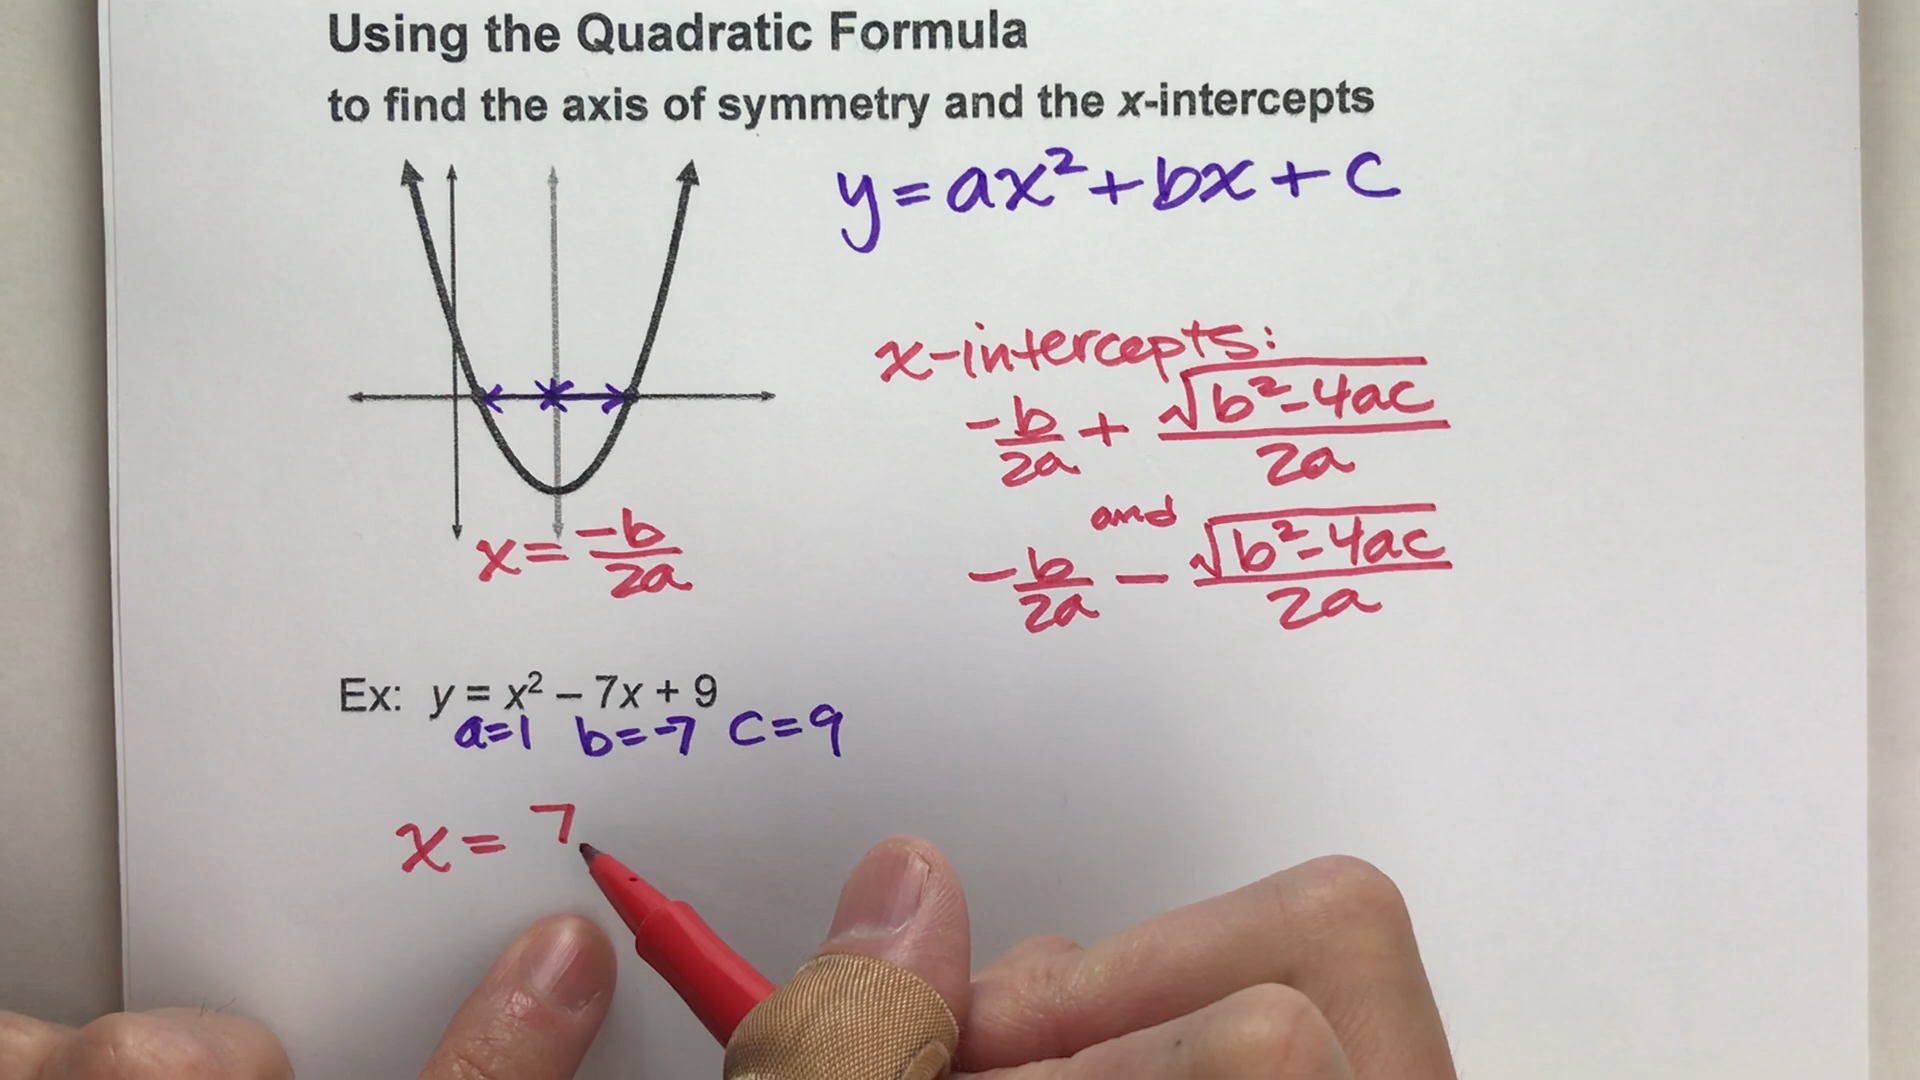 Using the Quadratic Formula
to find the axis of symmetry and the x-intercepts
y = ax² + bx + c
x-intercepts:
-b/2a + √(b²-4ac)/2a
and
-b/2a - √(b²-4ac)/2a
x = -b/2a
Ex: y = x² – 7x + 9
a=1 b=-7 c=9
x = 7